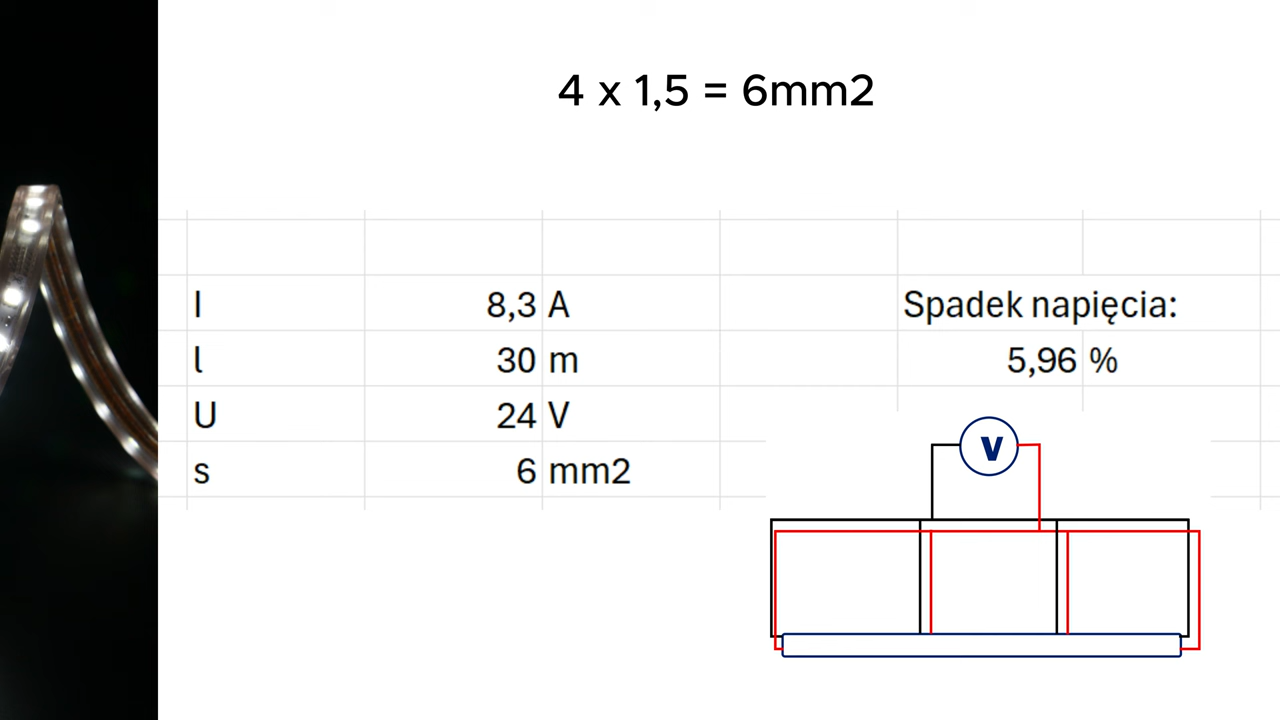 4 x 1,5 = 6mm2
I 8,3 A Spadek napięcia:
l 30 m 5,96 %
U 24 V
s 6 mm2
V